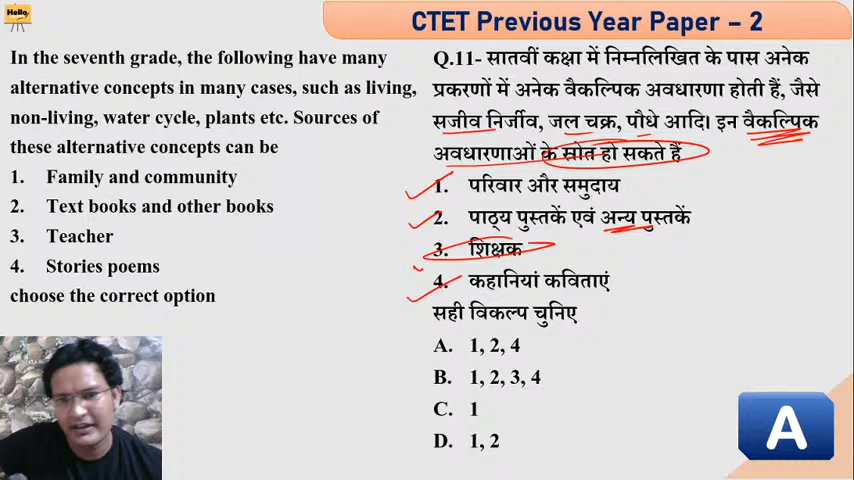 Hello
CTET Previous Year Paper – 2
In the seventh grade, the following have many
alternative concepts in many cases, such as living,
non-living, water cycle, plants etc. Sources of
these alternative concepts can be
1. Family and community
2. Text books and other books
3. Teacher
4. Stories poems
choose the correct option
Q.11- सातवीं कक्षा में निम्नलिखित के पास अनेक
प्रकरणों में अनेक वैकल्पिक अवधारणा होती हैं, जैसे
सजीव निर्जीव, जल चक्र, पौधे आदि। इन वैकल्पिक
अवधारणाओं के स्रोत हो सकते हैं
1. परिवार और समुदाय
2. पाठ्य पुस्तकें एवं अन्य पुस्तकें
3. शिक्षक
4. कहानियां कविताएं
सही विकल्प चुनिए
A. 1, 2, 4
B. 1, 2, 3, 4
C. 1
D. 1, 2
A